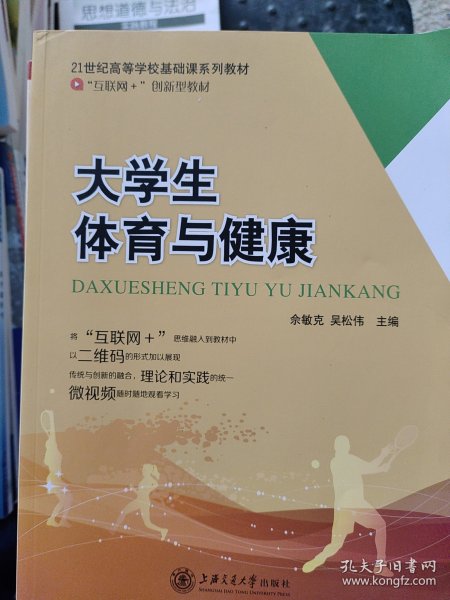 思想道德与法治
21世纪高等学校基础课系列教材
“互联网+”创新型教材
大学生
体育与健康
DAXUESHENG TIYU YU JIANKANG
余敏克 吴松伟 主编
将“互联网+”思维融入到教材中
以二维码的形式加以展现
传统与创新的融合，理论和实践的统一
微视频随时随地观看学习
上海交通大学出版社
SHANGHAI JIAO TONG UNIVERSITY PRESS
孔夫子旧书网
www.kongfz.com